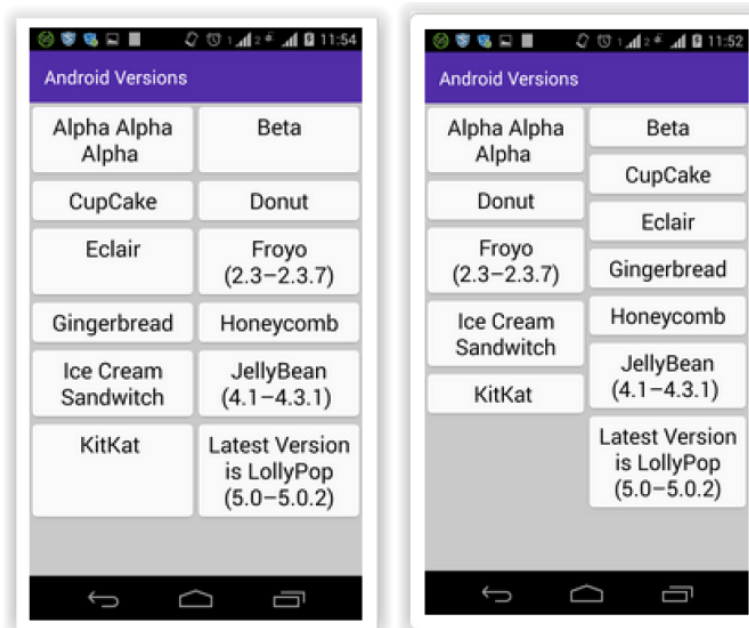 1 2 11:54
Android Versions
Alpha Alpha
Alpha
Beta
CupCake
Donut
Eclair
Froyo
(2.3–2.3.7)
Gingerbread
Honeycomb
Ice Cream
Sandwitch
JellyBean
(4.1–4.3.1)
KitKat
Latest Version
is LollyPop
(5.0–5.0.2)
1 2 11:52
Android Versions
Alpha Alpha
Alpha
Donut
Froyo
(2.3–2.3.7)
Ice Cream
Sandwitch
KitKat
Beta
CupCake
Eclair
Gingerbread
Honeycomb
JellyBean
(4.1–4.3.1)
Latest Version
is LollyPop
(5.0–5.0.2)